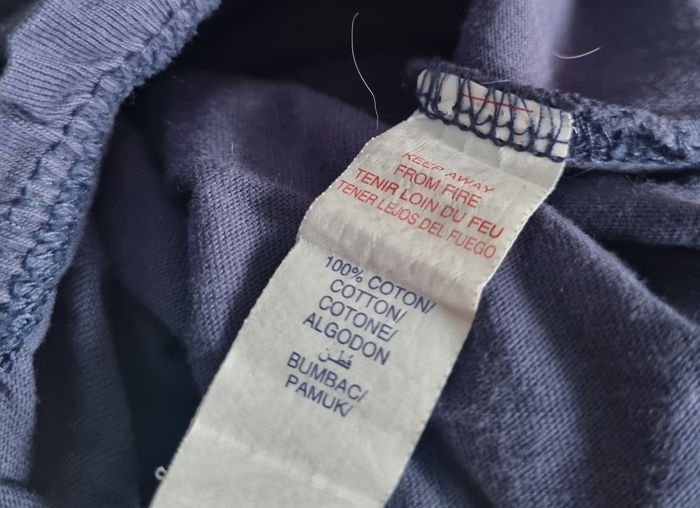 KEEP AWAY
FROM FIRE
TENIR LOIN DU FEU
TENER LEJOS DEL FUEGO
100% COTON/
COTTON/
COTONE/
ALGODON
قطن
BUMBAC/
PAMUK/